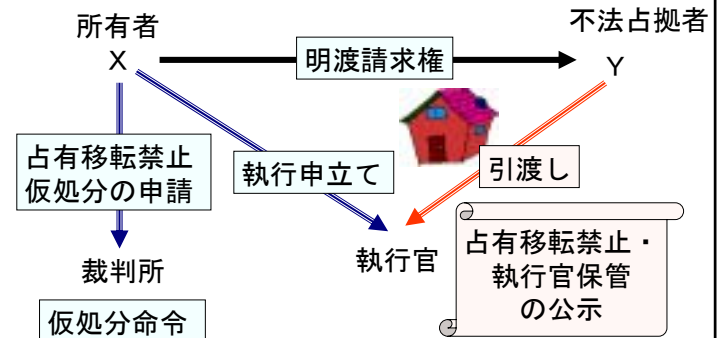 所有者
不法占拠者
X
明渡請求権
Y
占有移転禁止
仮処分の申請
執行申立て
引渡し
裁判所
執行官
占有移転禁止・
執行官保管
の公示
仮処分命令